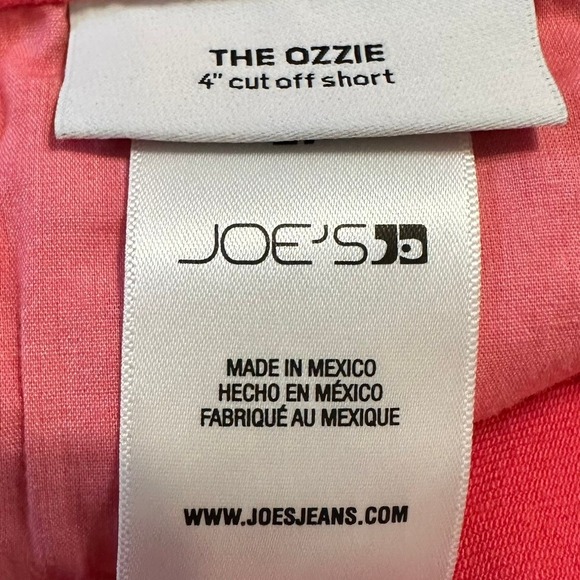 THE OZZIE
4" cut off short
JOE'S
MADE IN MEXICO
HECHO EN MÉXICO
FABRIQUÉ AU MEXIQUE
WWW.JOESJEANS.COM